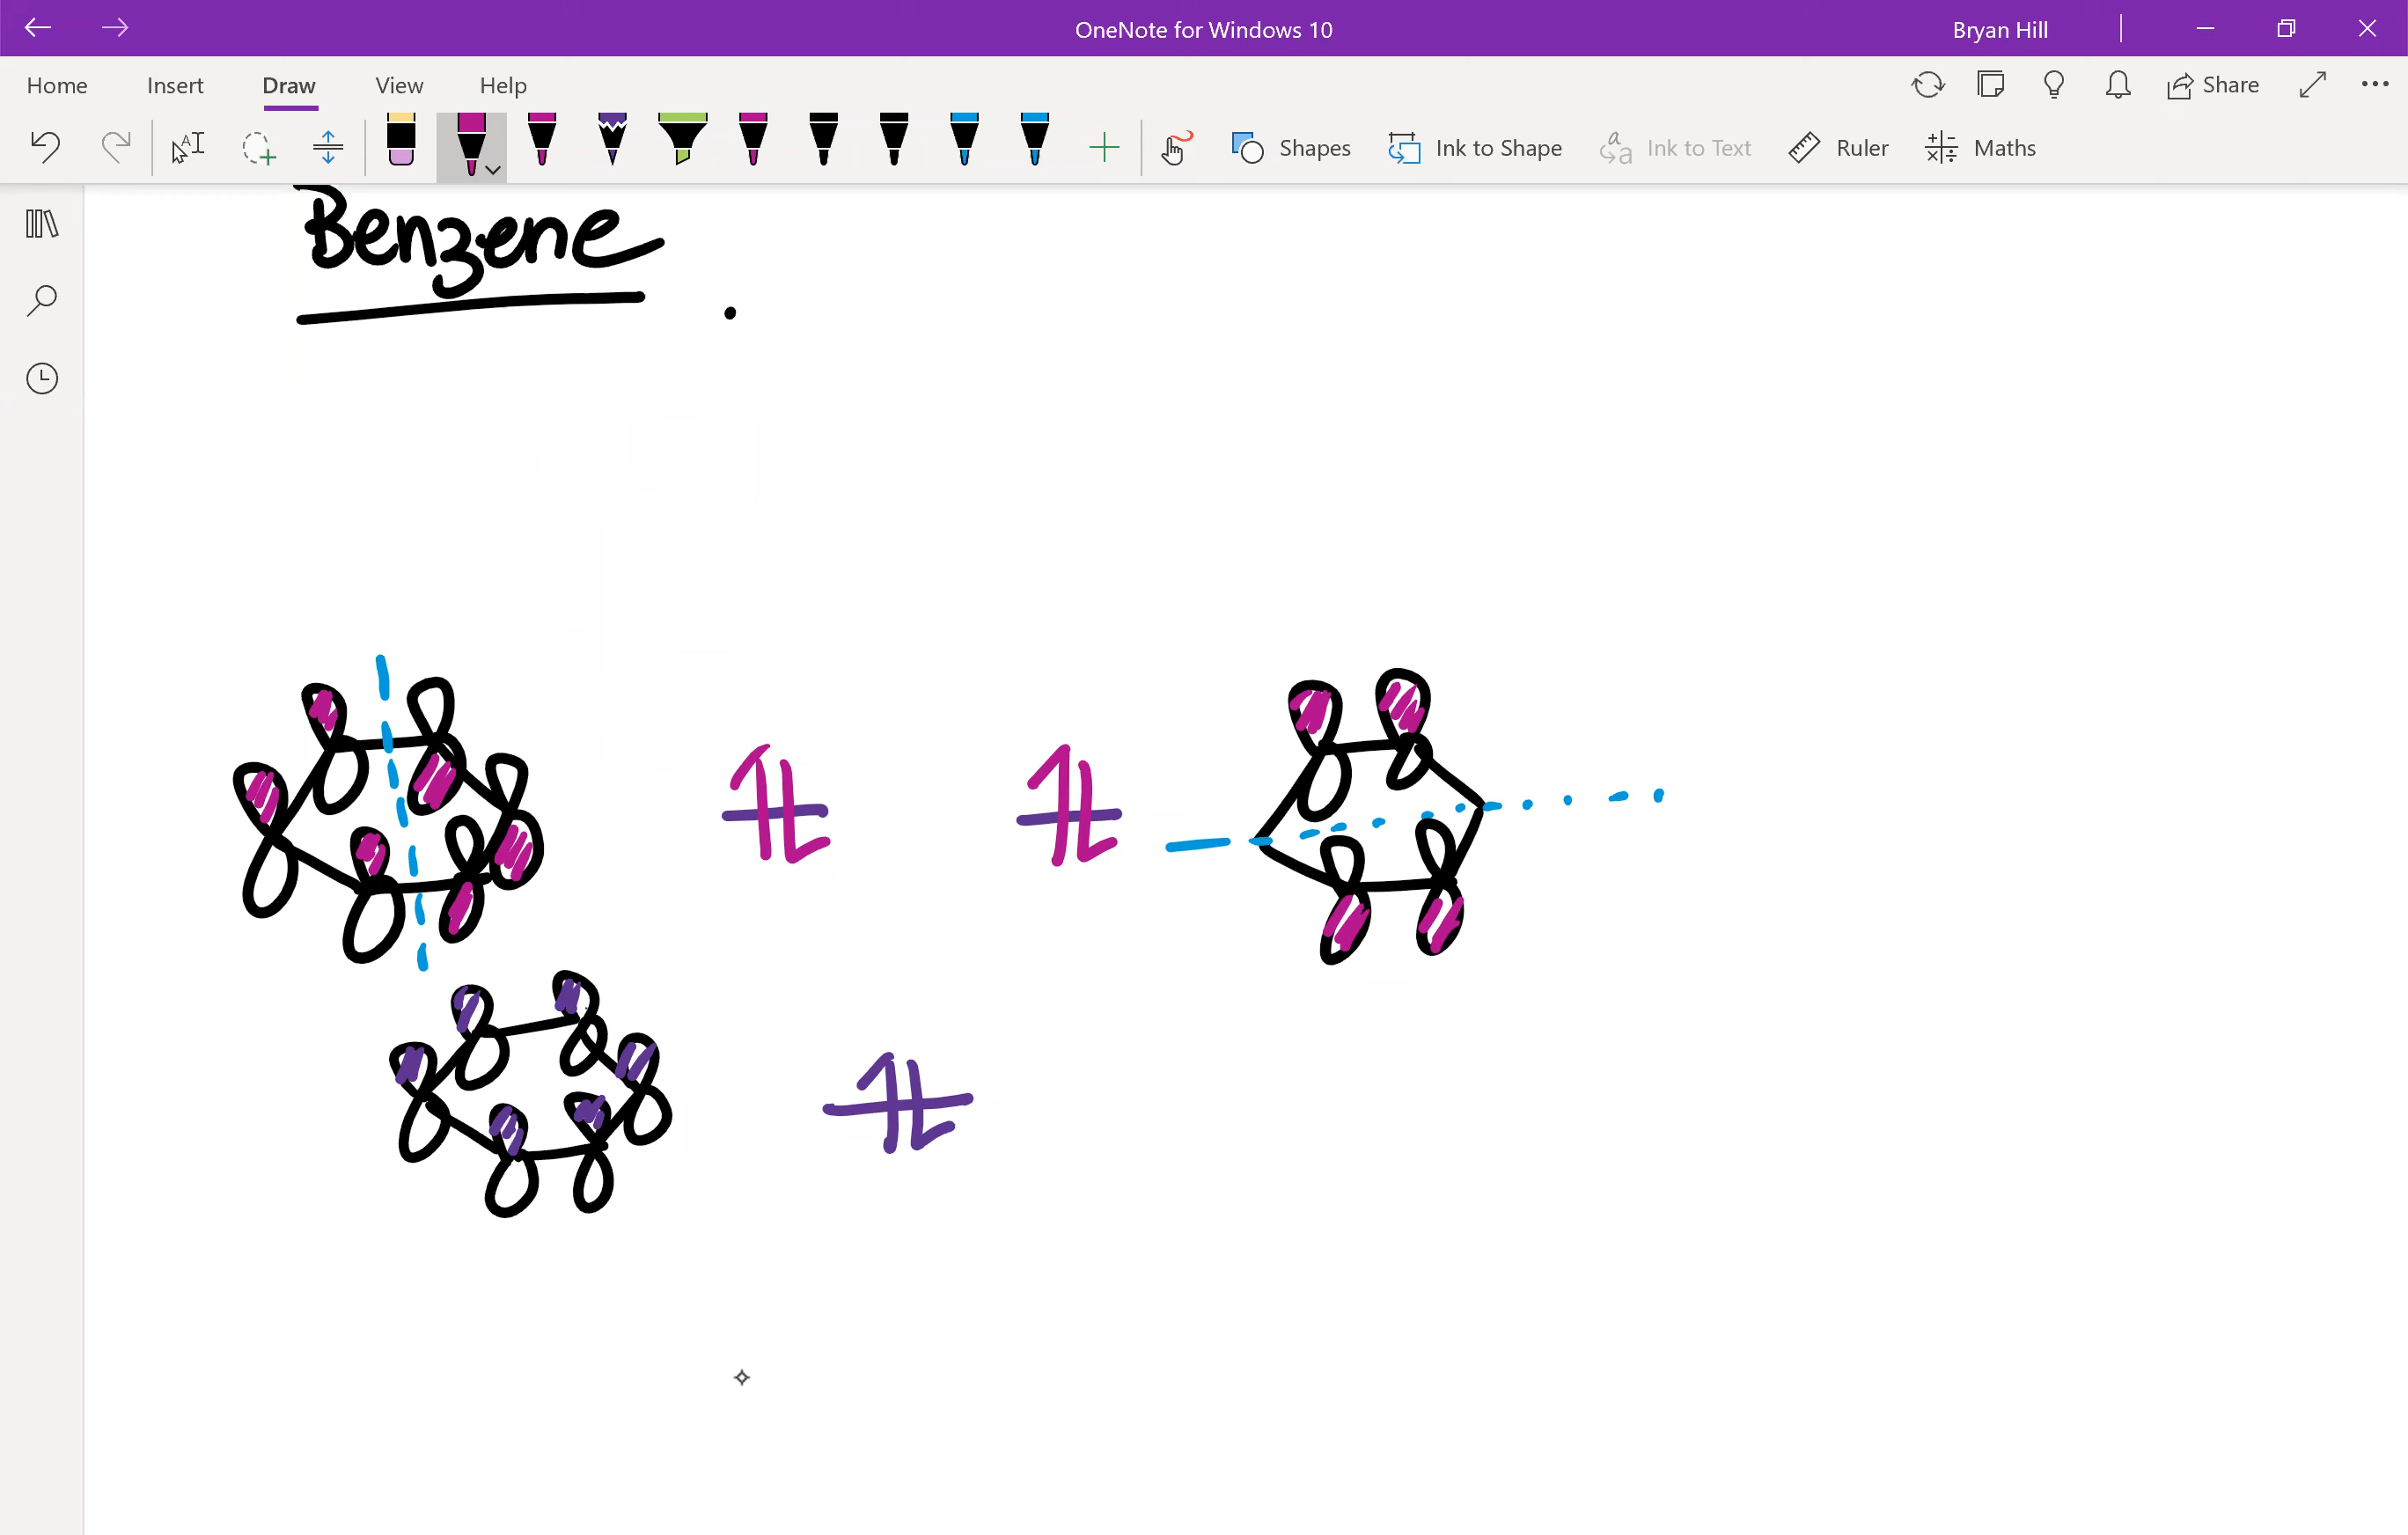 OneNote for Windows 10 Bryan Hill
Home Insert Draw View Help Share
Shapes Ink to Shape Ink to Text Ruler Maths
Benzene